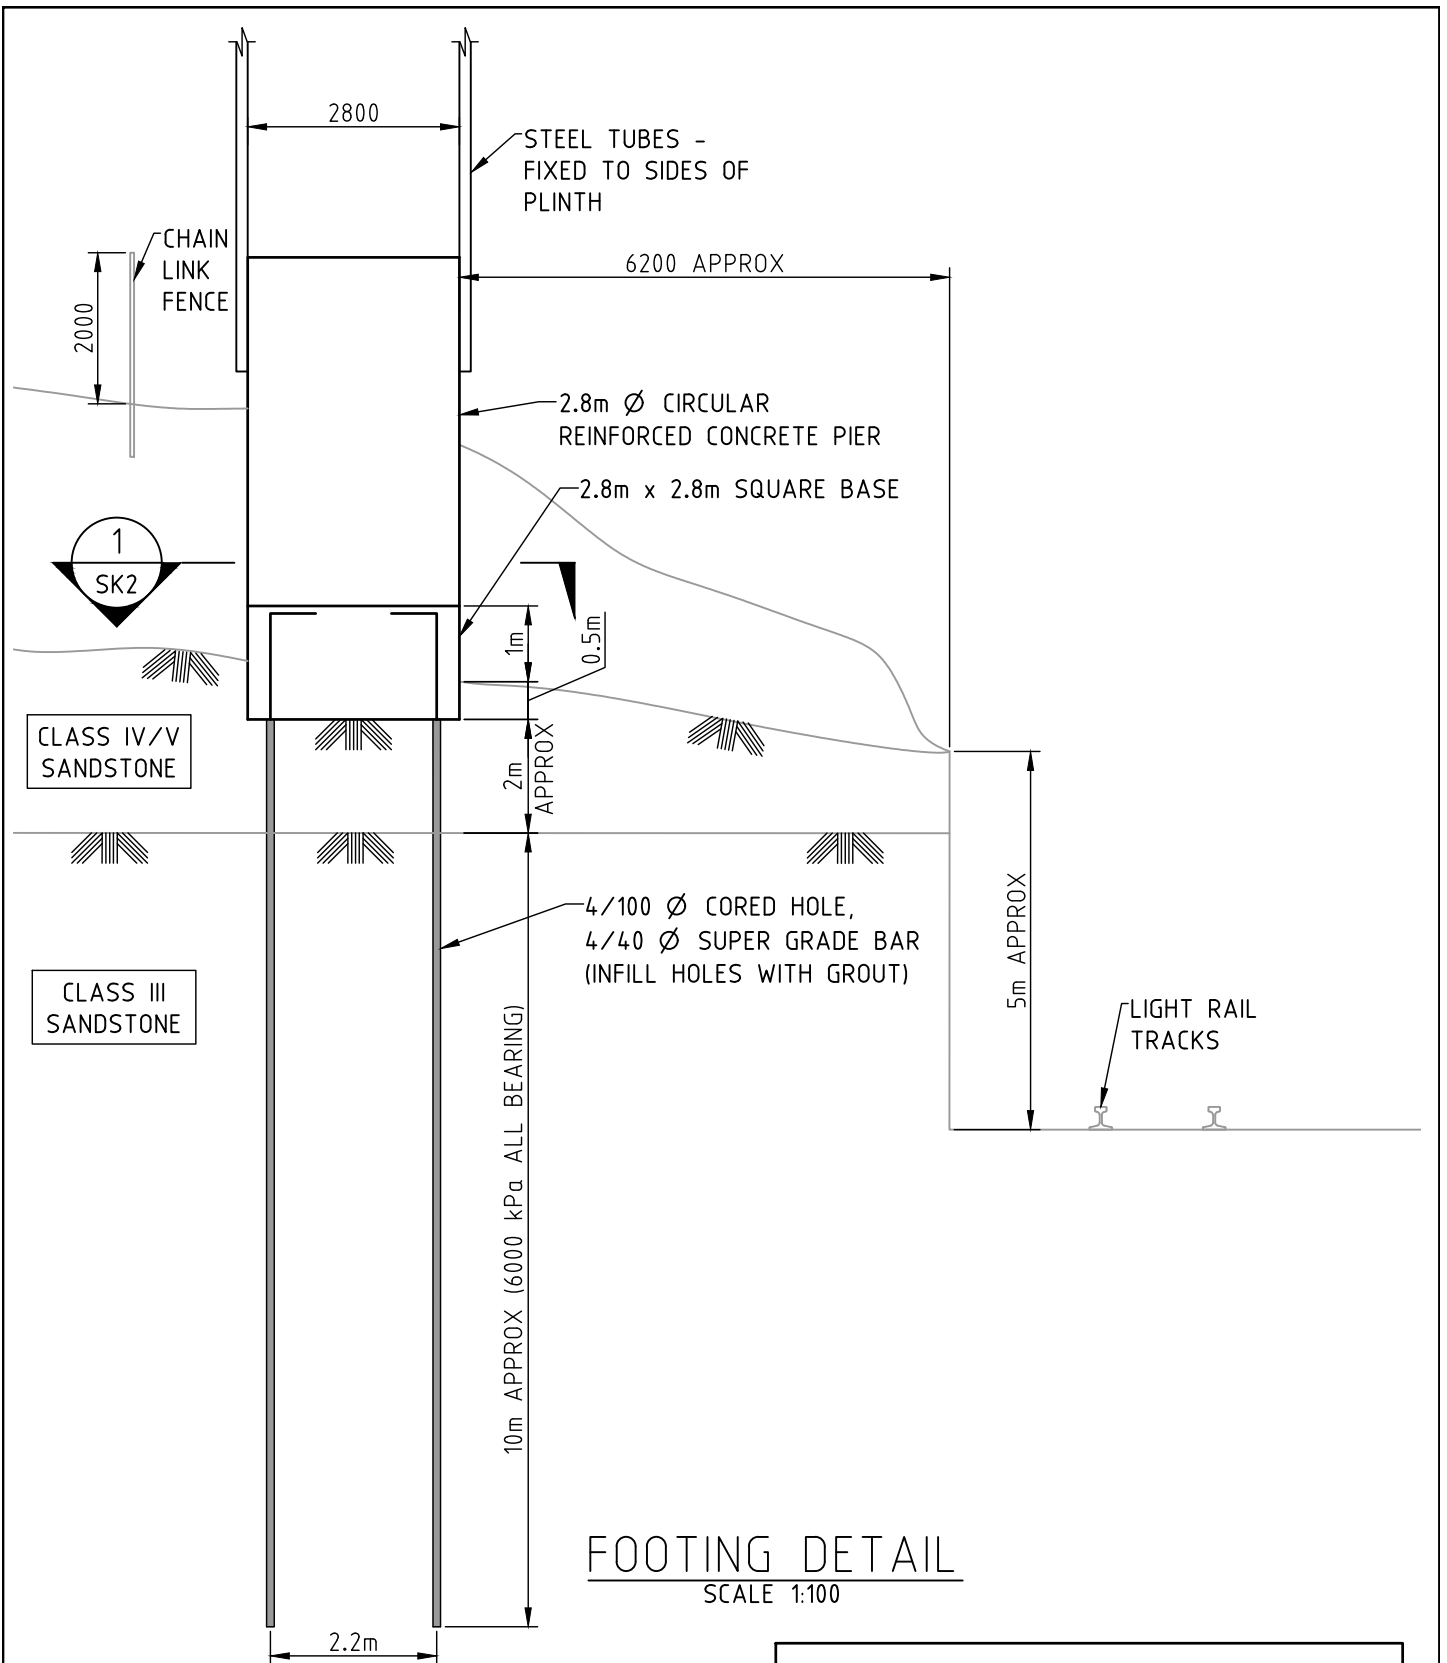 2800
STEEL TUBES -
FIXED TO SIDES OF
PLINTH
CHAIN
LINK
FENCE
6200 APPROX
2000
2.8m Ø CIRCULAR
REINFORCED CONCRETE PIER
2.8m x 2.8m SQUARE BASE
1
SK2
1m
0.5m
CLASS IV/V
SANDSTONE
2m
APPROX
4/100 Ø CORED HOLE,
4/40 Ø SUPER GRADE BAR
(INFILL HOLES WITH GROUT)
5m APPROX
CLASS III
SANDSTONE
LIGHT RAIL
TRACKS
10m APPROX (6000 kPa ALL BEARING)
FOOTING DETAIL
SCALE 1:100
2.2m